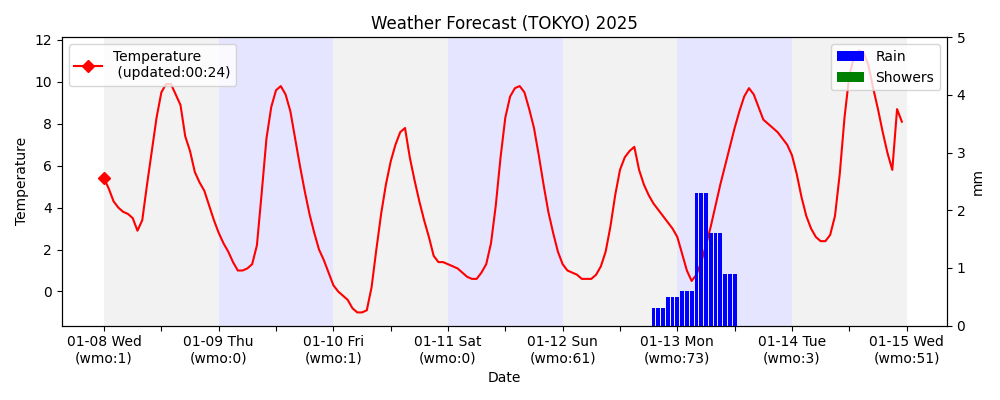 Weather Forecast (TOKYO) 2025
Temperature
(updated:00:24)
Rain
Showers
12
10
8
6
4
2
0
Temperature
5
4
3
2
1
0
mm
01-08 Wed
(wmo:1)
01-09 Thu
(wmo:0)
01-10 Fri
(wmo:1)
01-11 Sat
(wmo:0)
01-12 Sun
(wmo:61)
01-13 Mon
(wmo:73)
01-14 Tue
(wmo:3)
01-15 Wed
(wmo:51)
Date